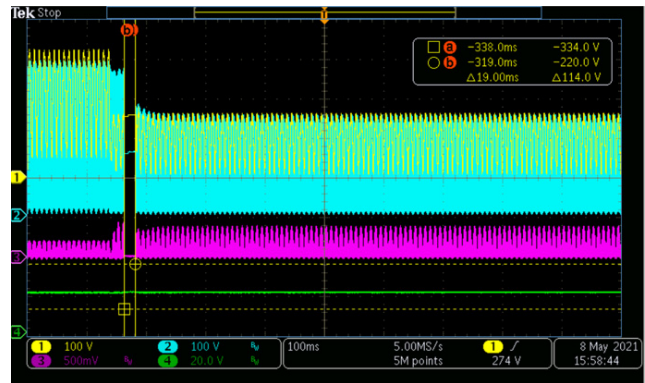 Tek Stop
T
b
a -338.0ms -334.0 V
b -319.0ms -220.0 V
Δ19.00ms Δ114.0 V
1
2
3
4
1 100 V 2 100 V 100ms 5.00MS/s 1 8 May 2021
3 500mV 4 20.0 V 5M points 274 V 15:58:44